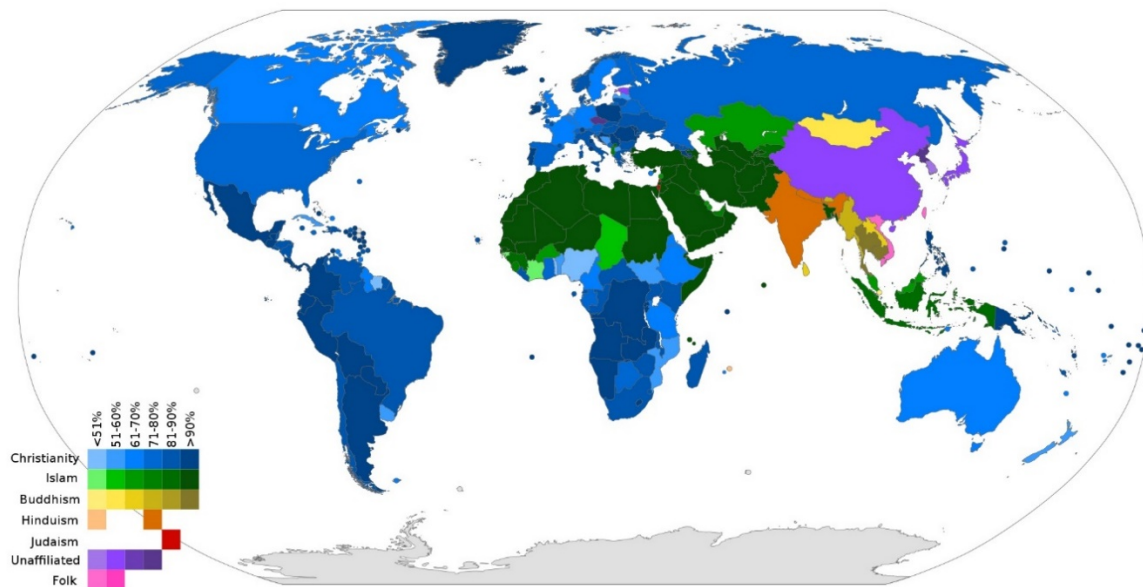 <51%
51-60%
61-70%
71-80%
81-90%
>90%
Christianity
Islam
Buddhism
Hinduism
Judaism
Unaffiliated
Folk